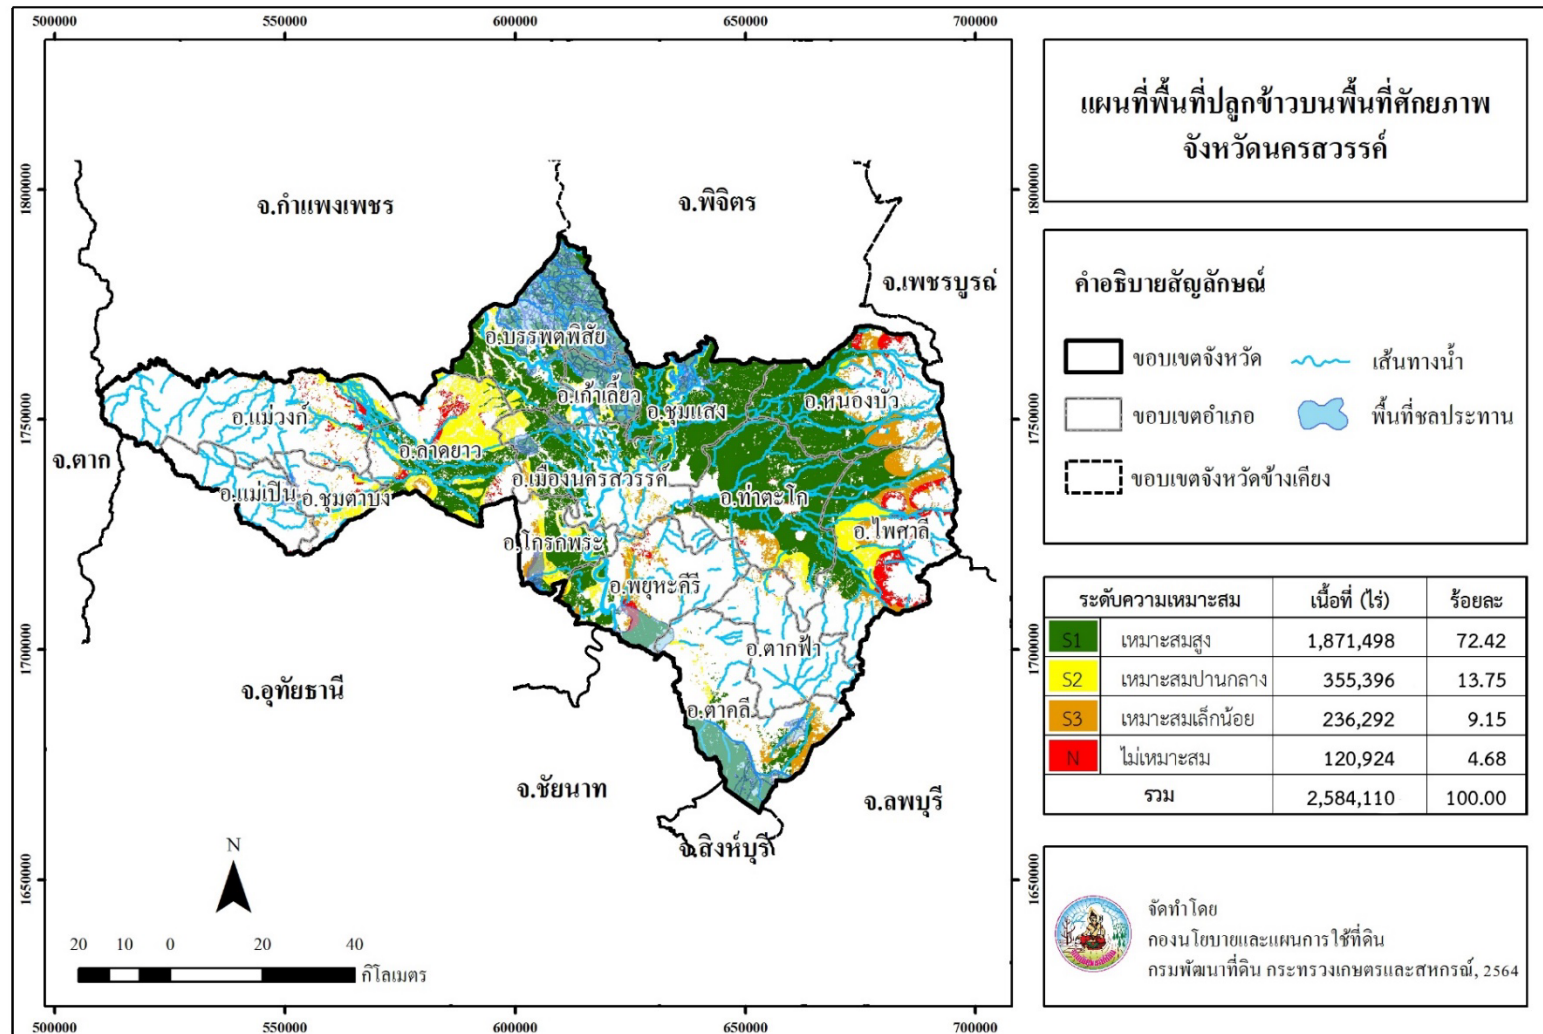 500000 550000 600000 650000 700000
แผนที่พื้นที่ปลูกข้าวบนพื้นที่ศักยภาพ
จังหวัดนครสวรรค์
1800000 1800000
จ.กำแพงเพชร
จ.พิจิตร
จ.เพชรบูรณ์
อ.บรรพตพิสัย
อ.เก้าเลี้ยว
อ.ชุมแสง
อ.หนองบัว
อ.แม่วงก์
1750000 1750000
อ.ลาดยาว
จ.ตาก
อ.เมืองนครสวรรค์
อ.แม่เปิน
อ.ชุมตาบง
อ.ท่าตะโก
อ.ไพศาลี
อ.โกรกพระ
อ.พยุหะคีรี
1700000 1700000
อ.ตากฟ้า
จ.อุทัยธานี
อ.ตาคลี
จ.ชัยนาท
จ.ลพบุรี
จ.สิงห์บุรี
1650000 1650000
N
20 10 0 20 40
กิโลเมตร
500000 550000 600000 650000 700000
คำอธิบายสัญลักษณ์
ขอบเขตจังหวัด เส้นทางน้ำ
ขอบเขตอำเภอ พื้นที่ชลประทาน
ขอบเขตจังหวัดข้างเคียง
ระดับความเหมาะสม เนื้อที่ (ไร่) ร้อยละ
S1 เหมาะสมสูง 1,871,498 72.42
S2 เหมาะสมปานกลาง 355,396 13.75
S3 เหมาะสมเล็กน้อย 236,292 9.15
N ไม่เหมาะสม 120,924 4.68
รวม 2,584,110 100.00
จัดทำโดย
กองนโยบายและแผนการใช้ที่ดิน
กรมพัฒนาที่ดิน กระทรวงเกษตรและสหกรณ์, 2564